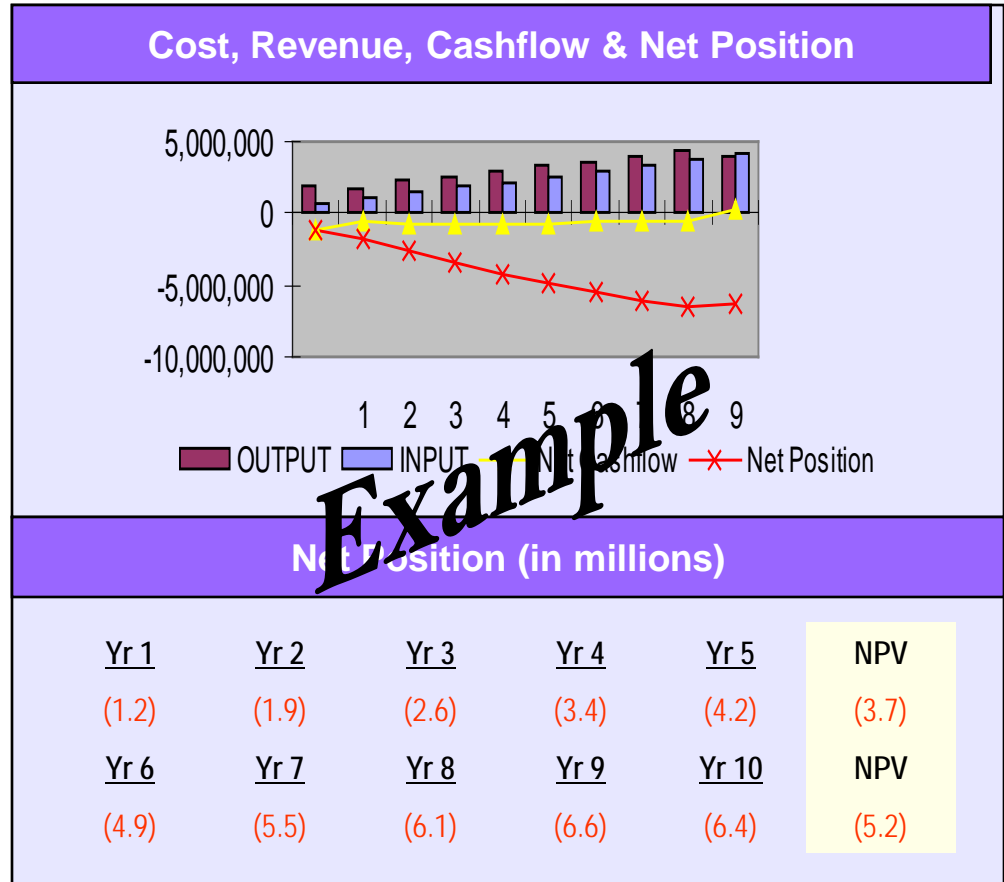 Cost, Revenue, Cashflow & Net Position
5,000,000
0
-5,000,000
-10,000,000
1 2 3 4 5 6 7 8 9
OUTPUT INPUT Net Cashflow Net Position
Example
Net Position (in millions)
Yr 1 Yr 2 Yr 3 Yr 4 Yr 5 NPV
(1.2) (1.9) (2.6) (3.4) (4.2) (3.7)
Yr 6 Yr 7 Yr 8 Yr 9 Yr 10 NPV
(4.9) (5.5) (6.1) (6.6) (6.4) (5.2)